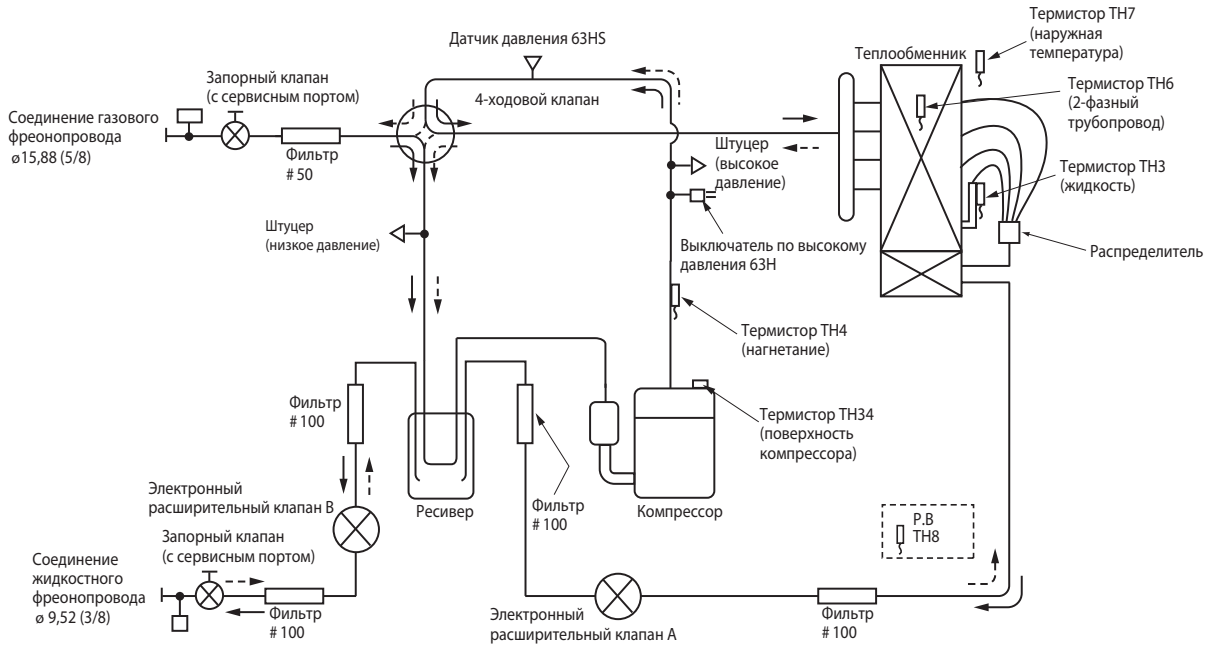 Термистор TH7
(наружная
температура)
Датчик давления 63HS
Теплообменник
Запорный клапан
(с сервисным портом)
4-ходовой клапан
Термистор TH6
(2-фазный
трубопровод)
Соединение газового
фреонопровода
ø15,88 (5/8)
Фильтр
# 50
Штуцер
(высокое
давление)
Термистор TH3
(жидкость)
Штуцер
(низкое давление)
Выключатель по высокому
давления 63H
Распределитель
Термистор TH4
(нагнетание)
Фильтр
# 100
Термистор TH34
(поверхность
компрессора)
Электронный
расширительный клапан B
Ресивер
Фильтр
# 100
Компрессор
P.B
TH8
Запорный клапан
(с сервисным портом)
Соединение
жидкостного
фреонопровода
ø 9,52 (3/8)
Фильтр
# 100
Электронный
расширительный клапан A
Фильтр
# 100